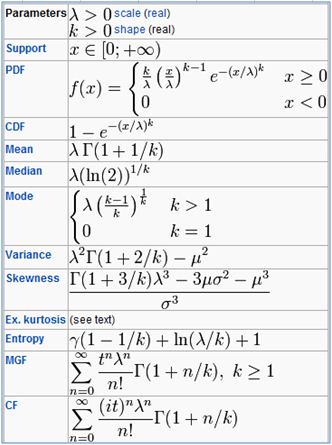 Parameters λ > 0 scale (real)
k > 0 shape (real)
Support x ∈ [0; +∞)
PDF f(x) = { k/λ (x/λ)^{k−1} e^{−(x/λ)^k} x ≥ 0
0 x < 0
CDF 1 − e^{−(x/λ)^k}
Mean λ Γ(1 + 1/k)
Median λ(ln(2))^{1/k}
Mode { λ ((k−1)/k)^{1/k} k > 1
0 k = 1
Variance λ²Γ(1 + 2/k) − μ²
Skewness (Γ(1 + 3/k)λ³ − 3μσ² − μ³)/σ³
Ex. kurtosis (see text)
Entropy γ(1 − 1/k) + ln(λ/k) + 1
MGF ∑_{n=0}^{∞} (tⁿλⁿ/n!) Γ(1 + n/k), k ≥ 1
CF ∑_{n=0}^{∞} ((it)ⁿλⁿ/n!) Γ(1 + n/k)